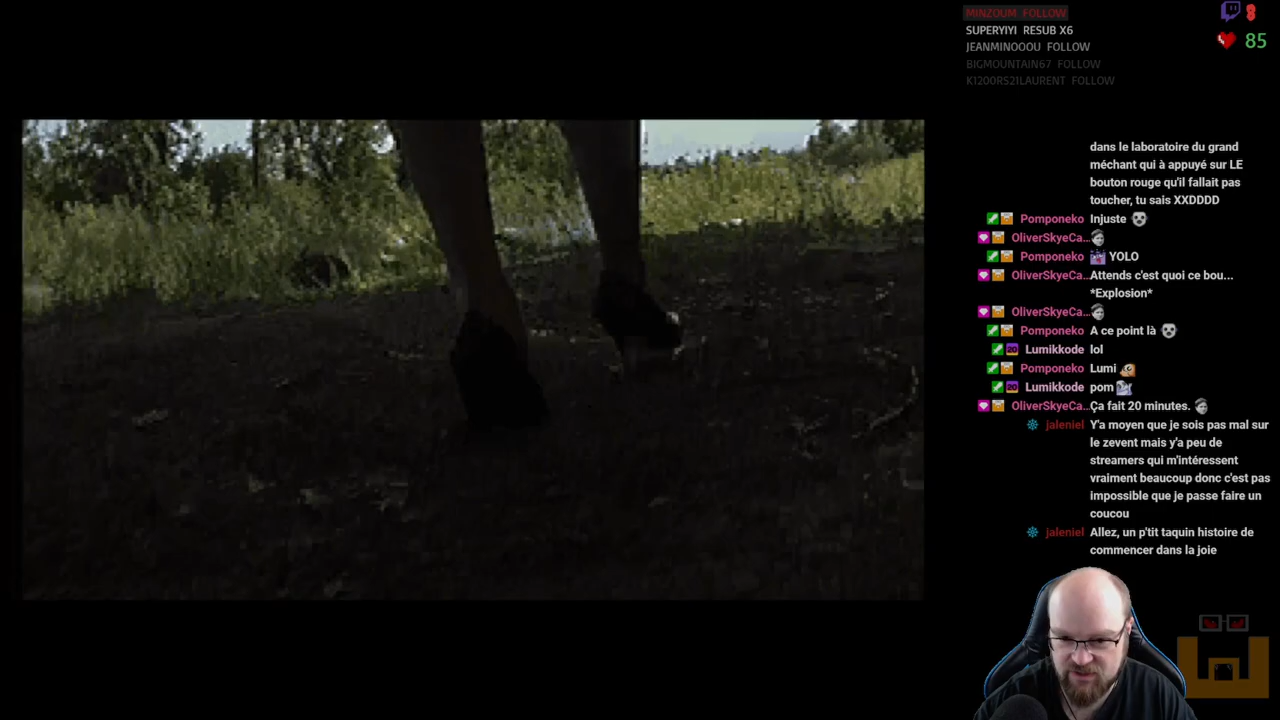 MINZOUM FOLLOW
SUPERYIYI RESUB X6
JEANMINOOOU FOLLOW
BIGMOUNTAIN67 FOLLOW
K1200RS21LAURENT FOLLOW
8
85
dans le laboratoire du grand
méchant qui à appuyé sur LE
bouton rouge qu'il fallait pas
toucher, tu sais XXDDDD
Pomponeko Injuste
OliverSkyeCa...
Pomponeko YOLO
OliverSkyeCa... Attends c'est quoi ce bou...
*Explosion*
OliverSkyeCa...
Pomponeko A ce point là
20 Lumikkode lol
Pomponeko Lumi
20 Lumikkode pom
OliverSkyeCa... Ça fait 20 minutes.
jaleniel Y'a moyen que je sois pas mal sur
le zevent mais y'a peu de
streamers qui m'intéressent
vraiment beaucoup donc c'est pas
impossible que je passe faire un
coucou
jaleniel Allez, un p'tit taquin histoire de
commencer dans la joie